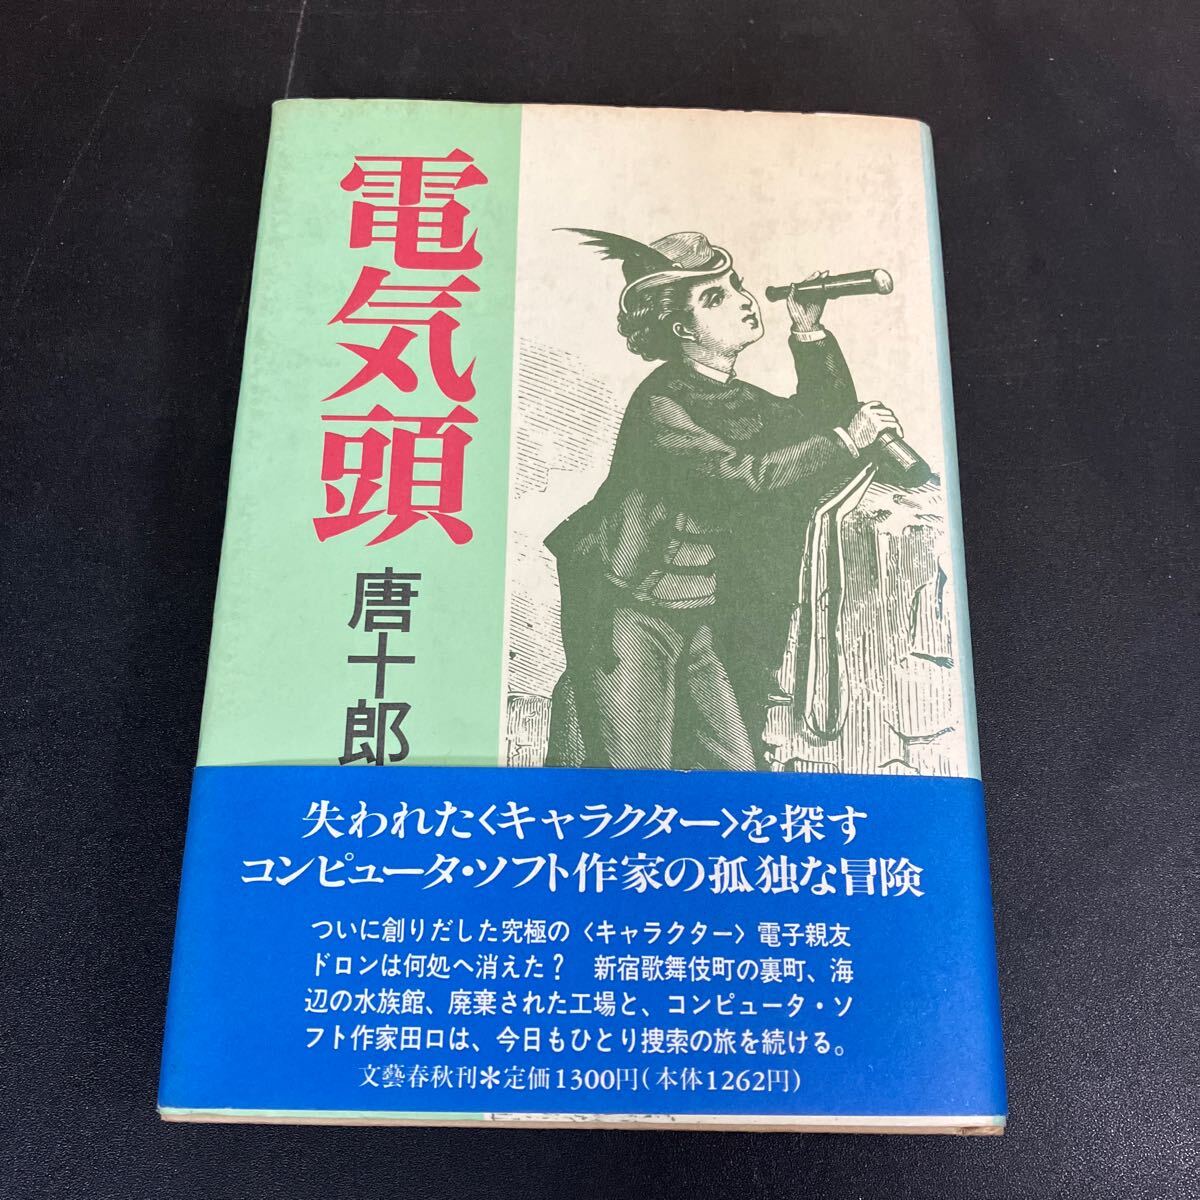 電気頭
唐十郎
失われた〈キャラクター〉を探す
コンピュータ・ソフト作家の孤独な冒険
ついに創りだした究極の〈キャラクター〉電子親友
ドロンは何処へ消えた？　新宿歌舞伎町の裏町、海
辺の水族館、廃棄された工場と、コンピュータ・ソ
フト作家田口は、今日もひとり捜索の旅を続ける。
文藝春秋刊＊定価1300円(本体1262円)